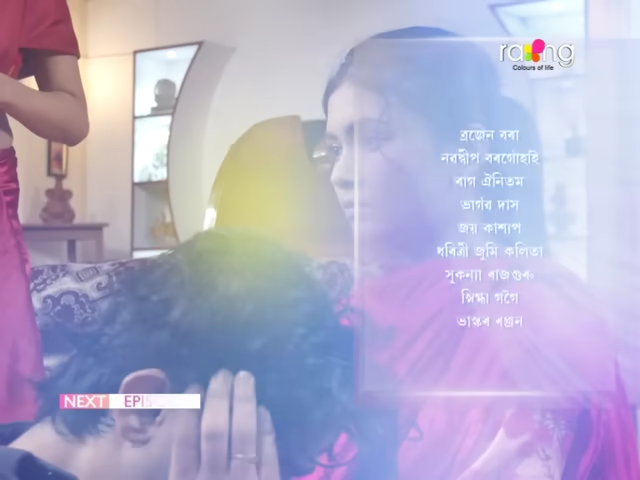 rang
Colours of life
ব্ৰজেন বৰা
নৱদ্বীপ বৰগোঁহাই
ৰাগ ঐনিতম
ভাৰ্গৱ দাস
জয় কাশ্যপ
ধৰিত্ৰী জুমি কলিতা
সুকন্যা ৰাজগুৰু
স্নিগ্ধা গগৈ
ভাস্কৰ ৰঞ্জন
NEXT EPI